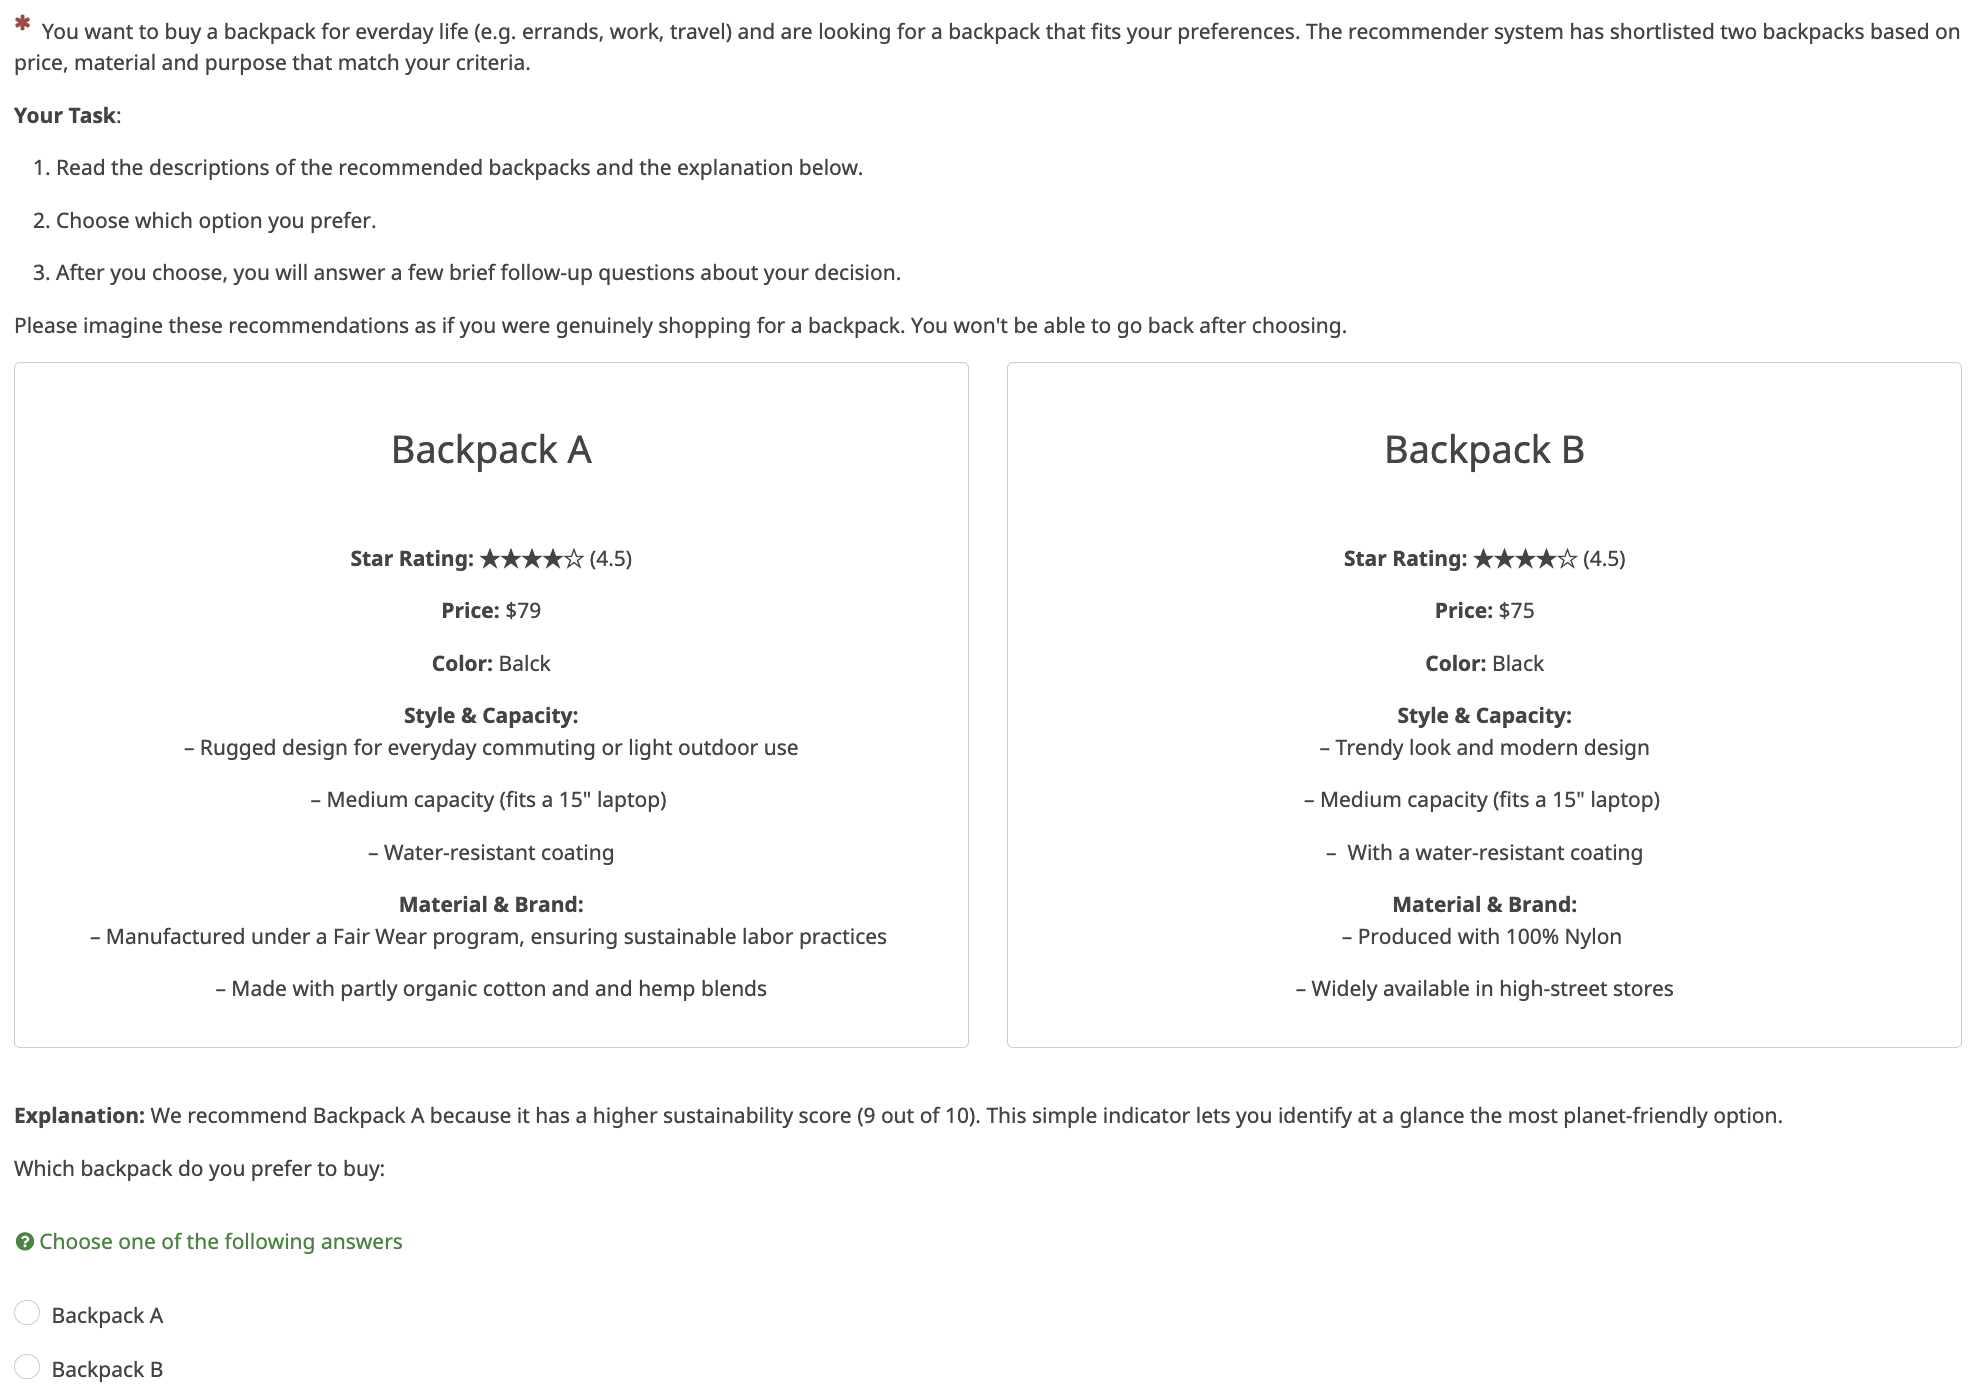 * You want to buy a backpack for everday life (e.g. errands, work, travel) and are looking for a backpack that fits your preferences. The recommender system has shortlisted two backpacks based on
price, material and purpose that match your criteria.
Your Task:
1. Read the descriptions of the recommended backpacks and the explanation below.
2. Choose which option you prefer.
3. After you choose, you will answer a few brief follow-up questions about your decision.
Please imagine these recommendations as if you were genuinely shopping for a backpack. You won't be able to go back after choosing.
Backpack A
Star Rating: ★★★★☆ (4.5)
Price: $79
Color: Balck
Style & Capacity:
– Rugged design for everyday commuting or light outdoor use
– Medium capacity (fits a 15" laptop)
– Water-resistant coating
Material & Brand:
– Manufactured under a Fair Wear program, ensuring sustainable labor practices
– Made with partly organic cotton and and hemp blends
Backpack B
Star Rating: ★★★★☆ (4.5)
Price: $75
Color: Black
Style & Capacity:
– Trendy look and modern design
– Medium capacity (fits a 15" laptop)
– With a water-resistant coating
Material & Brand:
– Produced with 100% Nylon
– Widely available in high-street stores
Explanation: We recommend Backpack A because it has a higher sustainability score (9 out of 10). This simple indicator lets you identify at a glance the most planet-friendly option.
Which backpack do you prefer to buy:
? Choose one of the following answers
Backpack A
Backpack B